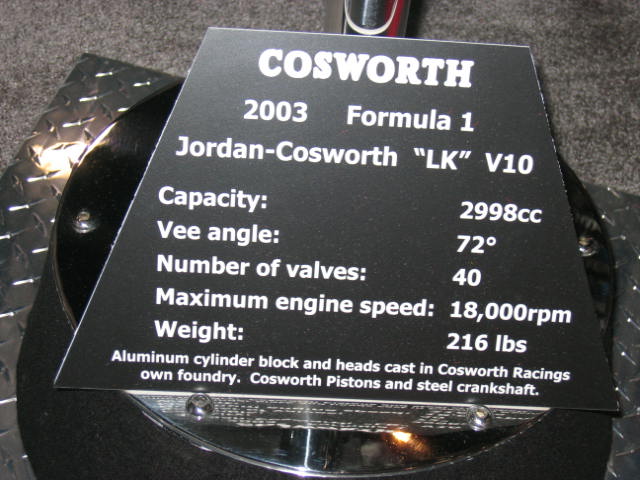 COSWORTH
2003 Formula 1
Jordan-Cosworth "LK" V10
Capacity: 2998cc
Vee angle: 72°
Number of valves: 40
Maximum engine speed: 18,000rpm
Weight: 216 lbs
Aluminum cylinder block and heads cast in Cosworth Racings
own foundry. Cosworth Pistons and steel crankshaft.